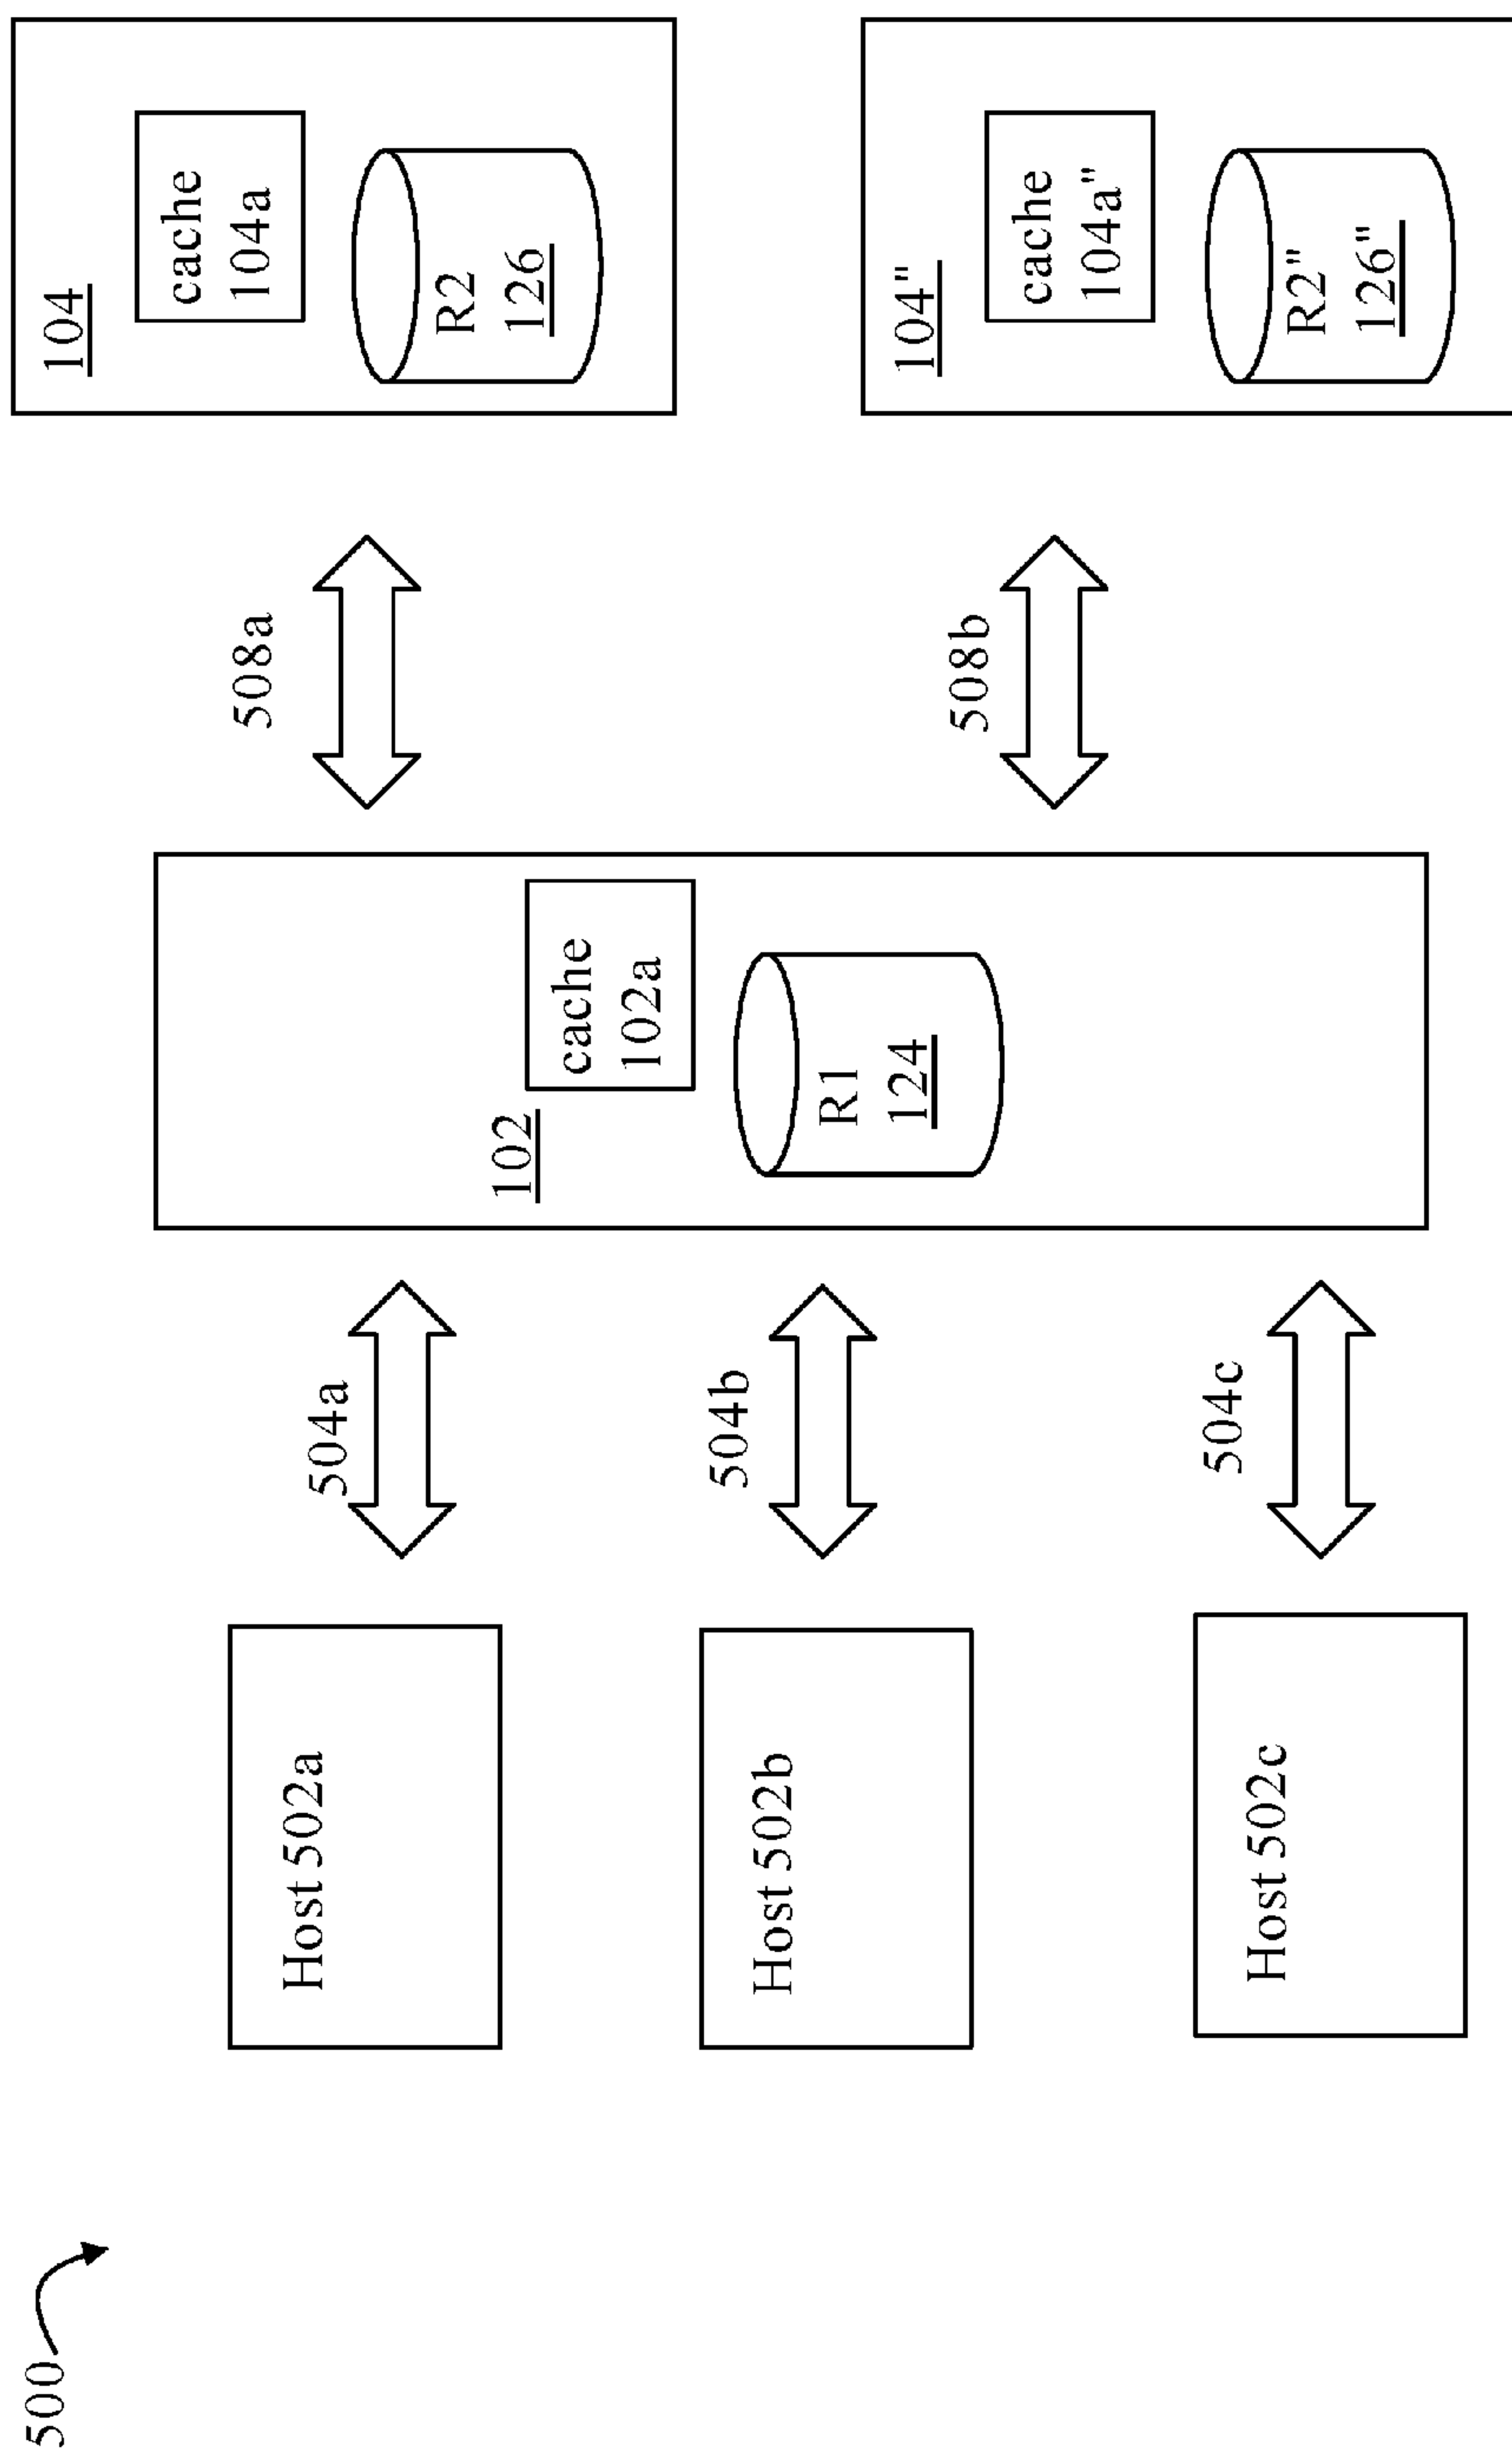 500
Host 502a
Host 502b
Host 502c
504a
504b
504c
102
cache
102a
R1
124
508a
508b
104
cache
104a
R2
126
104"
cache
104a"
R2"
126"